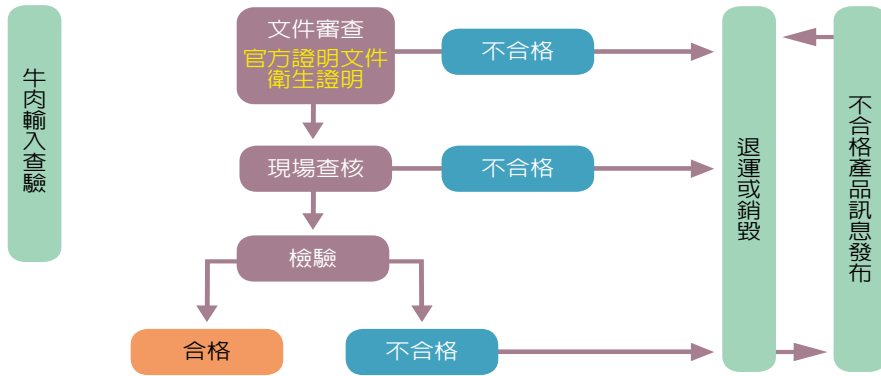 牛肉輸入查驗
文件審查
官方證明文件
衛生證明
不合格
現場查核
不合格
檢驗
合格
不合格
退運或銷毀
不合格產品訊息發布